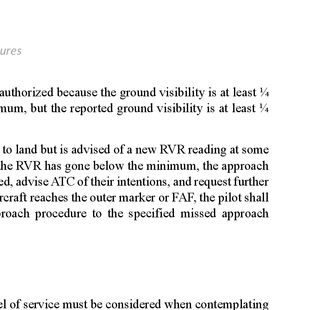 ures
authorized because the ground visibility is at least ¼
mum, but the reported ground visibility is at least ¼
to land but is advised of a new RVR reading at some
the RVR has gone below the minimum, the approach
ed, advise ATC of their intentions, and request further
rcraft reaches the outer marker or FAF, the pilot shall
roach procedure to the specified missed approach
el of service must be considered when contemplating